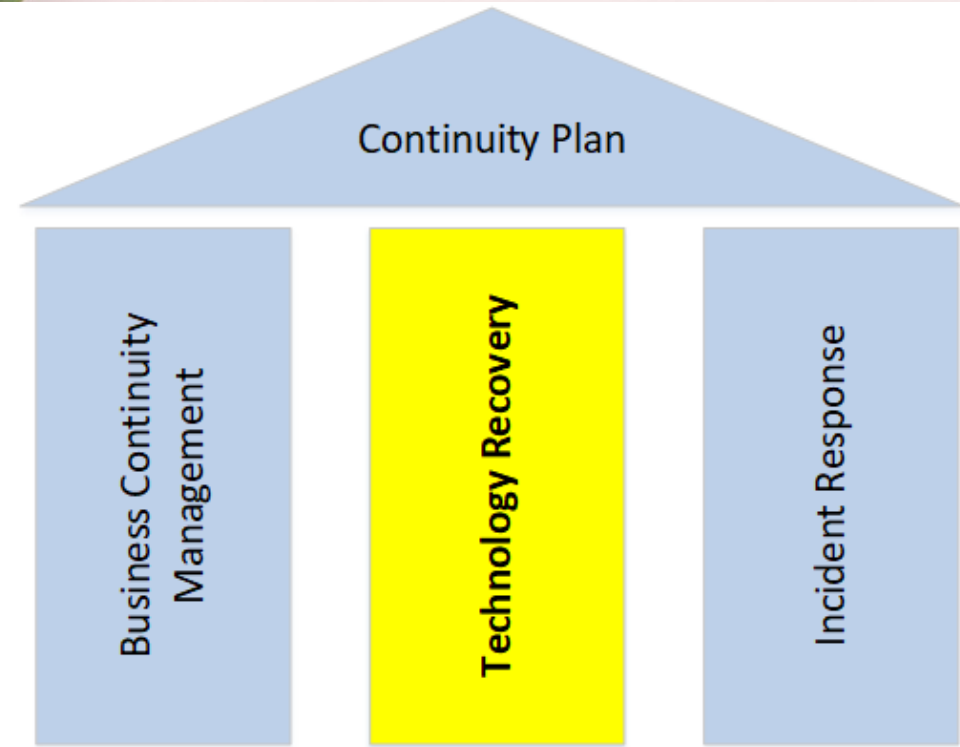 Continuity Plan
Business Continuity
Management
Technology Recovery
Incident Response